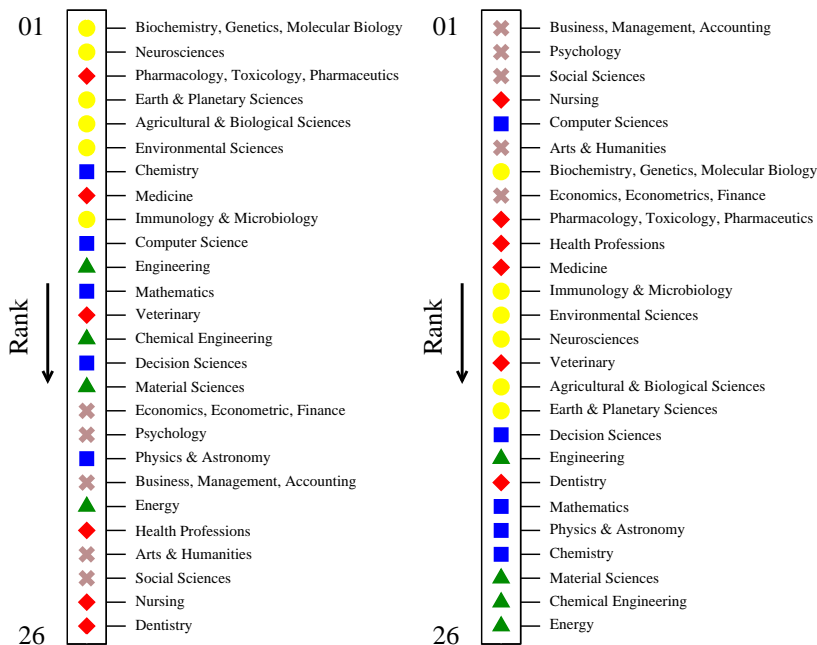 01
Biochemistry, Genetics, Molecular Biology
Neurosciences
Pharmacology, Toxicology, Pharmaceutics
Earth & Planetary Sciences
Agricultural & Biological Sciences
Environmental Sciences
Chemistry
Medicine
Immunology & Microbiology
Computer Science
Engineering
Mathematics
Veterinary
Chemical Engineering
Decision Sciences
Material Sciences
Economics, Econometric, Finance
Psychology
Physics & Astronomy
Business, Management, Accounting
Energy
Health Professions
Arts & Humanities
Social Sciences
Nursing
Dentistry
26
Rank
01
Business, Management, Accounting
Psychology
Social Sciences
Nursing
Computer Sciences
Arts & Humanities
Biochemistry, Genetics, Molecular Biology
Economics, Econometrics, Finance
Pharmacology, Toxicology, Pharmaceutics
Health Professions
Medicine
Immunology & Microbiology
Environmental Sciences
Neurosciences
Veterinary
Agricultural & Biological Sciences
Earth & Planetary Sciences
Decision Sciences
Engineering
Dentistry
Mathematics
Physics & Astronomy
Chemistry
Material Sciences
Chemical Engineering
Energy
26
Rank